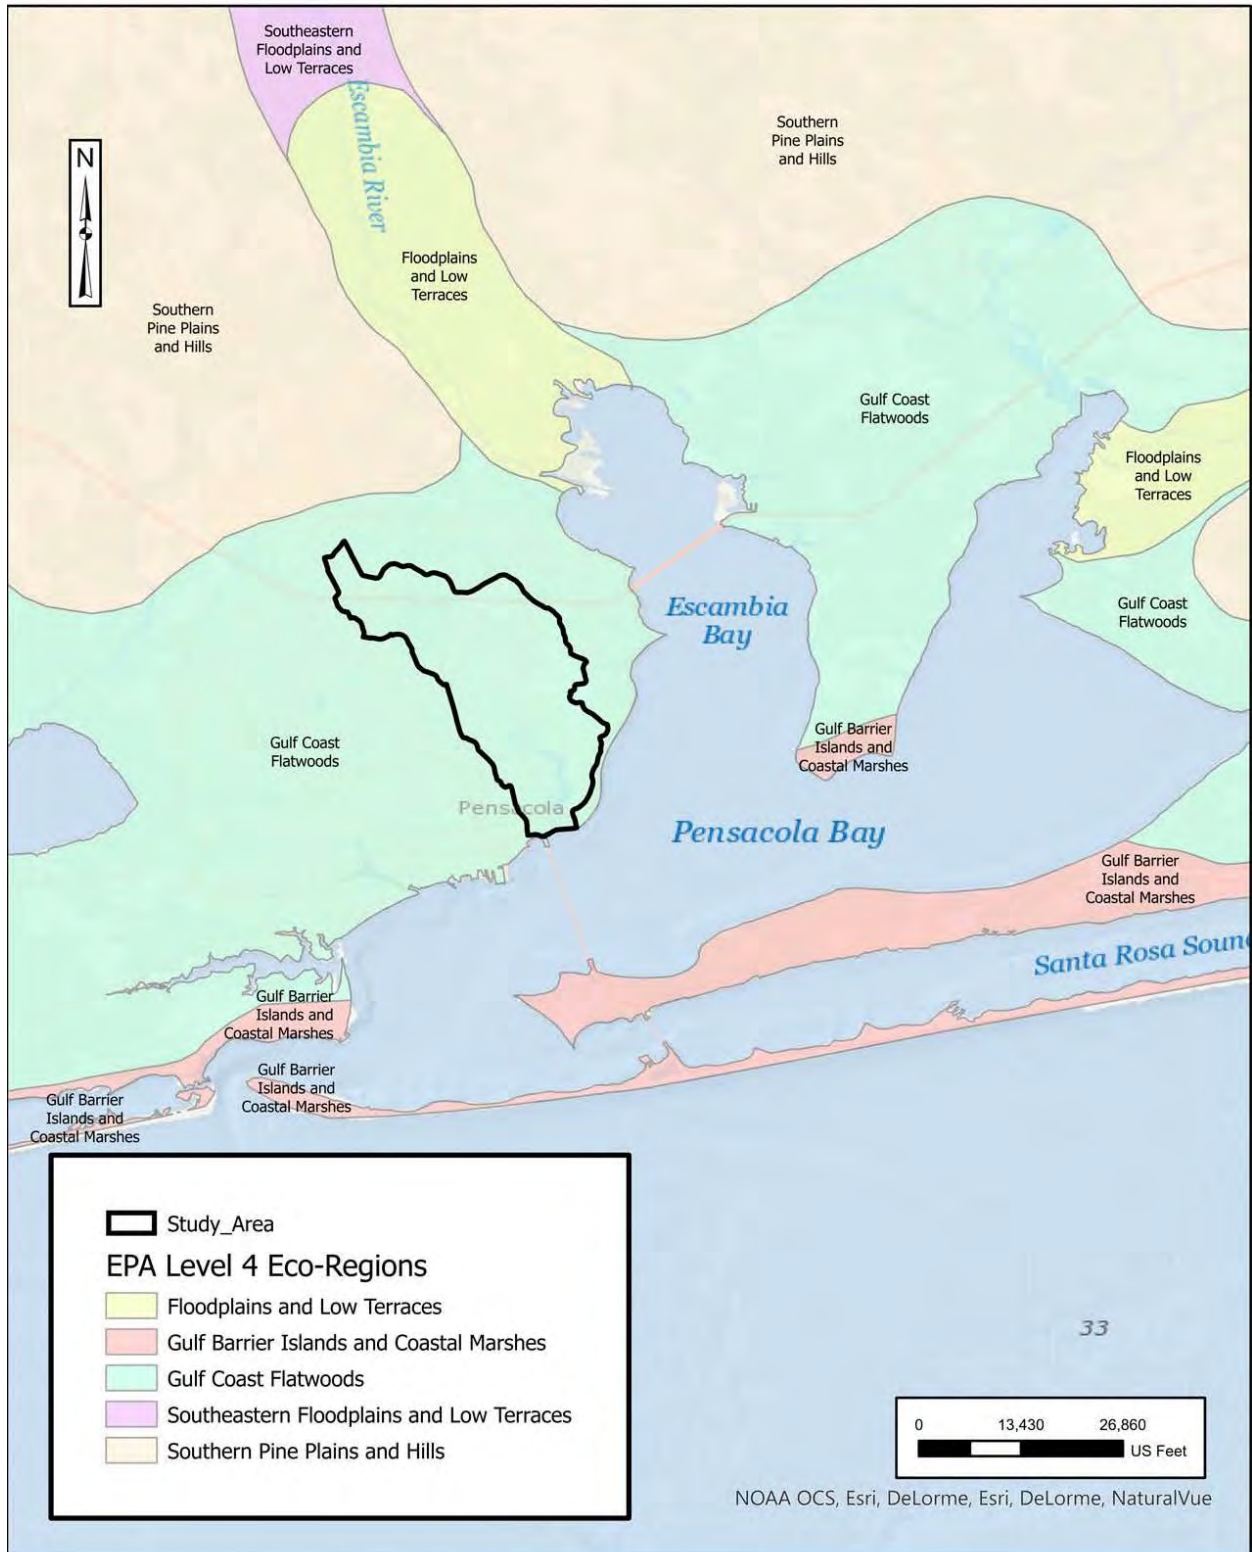 Southeastern
Floodplains and
Low Terraces
Escambia River
Southern
Pine Plains
and Hills
N
Floodplains
and Low
Terraces
Southern
Pine Plains
and Hills
Gulf Coast
Flatwoods
Floodplains
and Low
Terraces
Escambia
Bay
Gulf Coast
Flatwoods
Gulf Coast
Flatwoods
Gulf Barrier
Islands and
Coastal Marshes
Pensacola
Pensacola Bay
Gulf Barrier
Islands and
Coastal Marshes
Santa Rosa Soun
Gulf Barrier
Islands and
Coastal Marshes
Gulf Barrier
Islands and
Coastal Marshes
Gulf Barrier
Islands and
Coastal Marshes
Study_Area
EPA Level 4 Eco-Regions
Floodplains and Low Terraces
Gulf Barrier Islands and Coastal Marshes
Gulf Coast Flatwoods
Southeastern Floodplains and Low Terraces
Southern Pine Plains and Hills
33
0 13,430 26,860
US Feet
NOAA OCS, Esri, DeLorme, Esri, DeLorme, NaturalVue